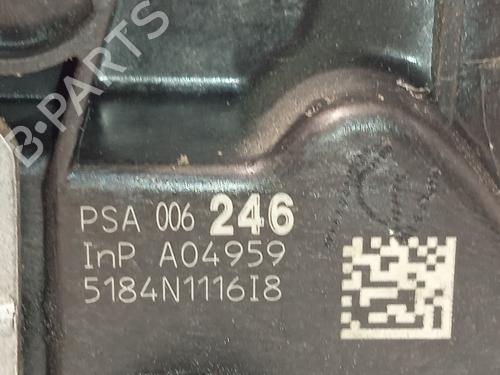 B-PARTS
PSA 006 246
InP A04959
5184N1116I8